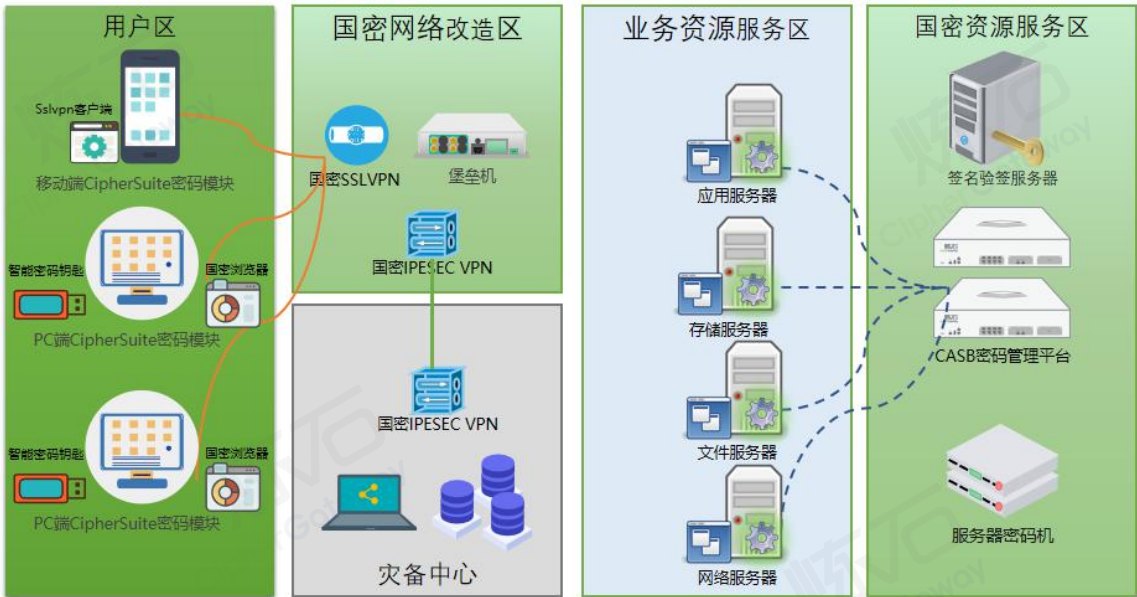 用户区
Sslvpn客户端
移动端CipherSuite密码模块
智能密码钥匙
国密浏览器
PC端CipherSuite密码模块
智能密码钥匙
国密浏览器
PC端CipherSuite密码模块
国密网络改造区
国密SSLVPN
堡垒机
国密IPESEC VPN
国密IPESEC VPN
灾备中心
业务资源服务区
应用服务器
存储服务器
文件服务器
网络服务器
国密资源服务区
签名验签服务器
CASB密码管理平台
服务器密码机